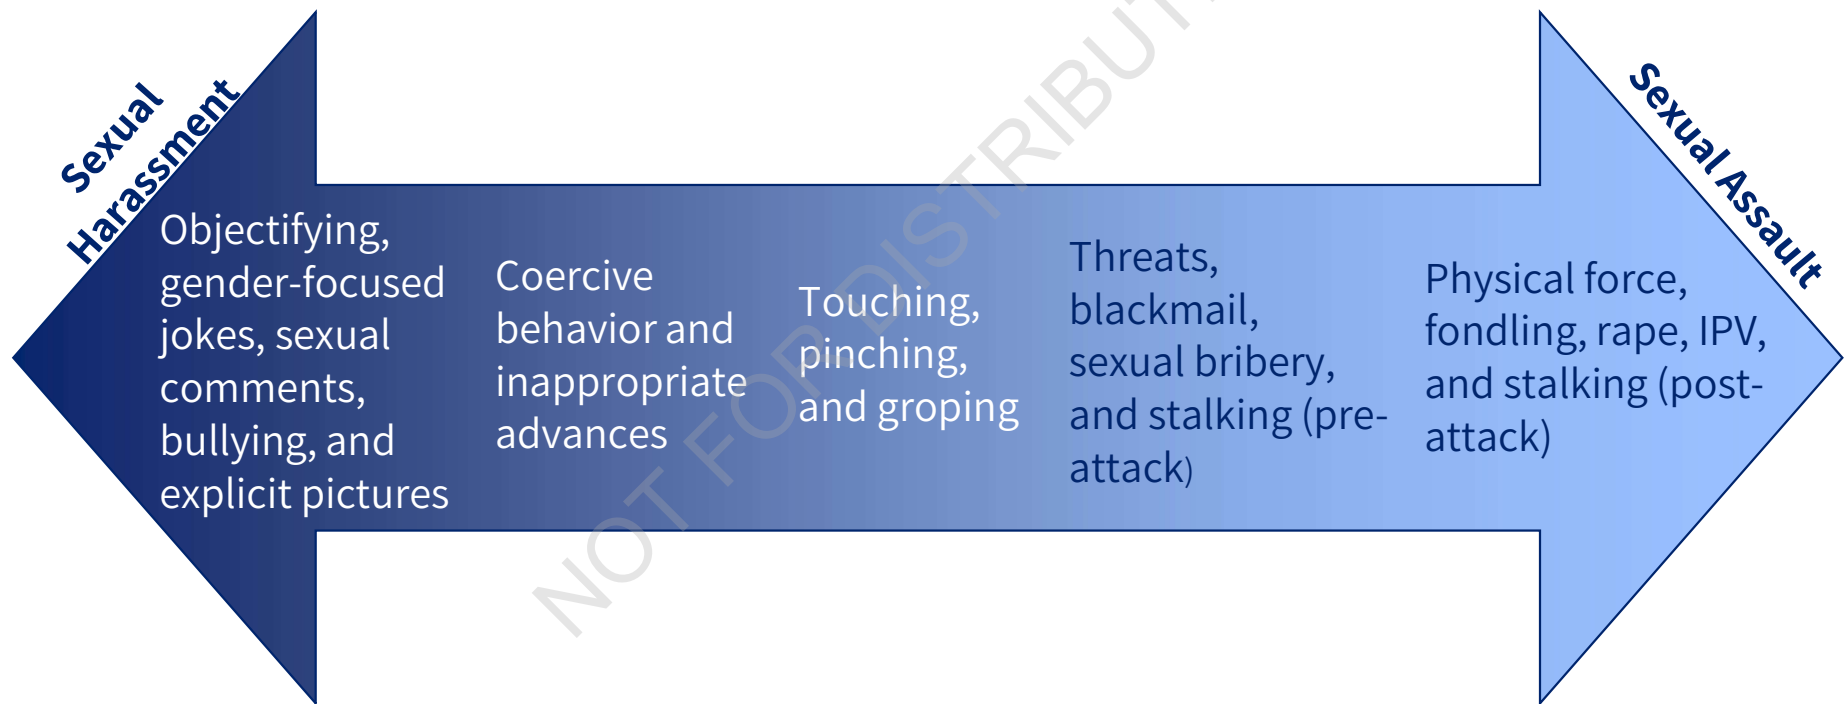 Sexual
Harassment
Objectifying,
gender-focused
jokes, sexual
comments,
bullying, and
explicit pictures
Coercive
behavior and
inappropriate
advances
Touching,
pinching,
and groping
Threats,
blackmail,
sexual bribery,
and stalking (pre-
attack)
Physical force,
fondling, rape, IPV,
and stalking (post-
attack)
Sexual Assault
NOT FOR